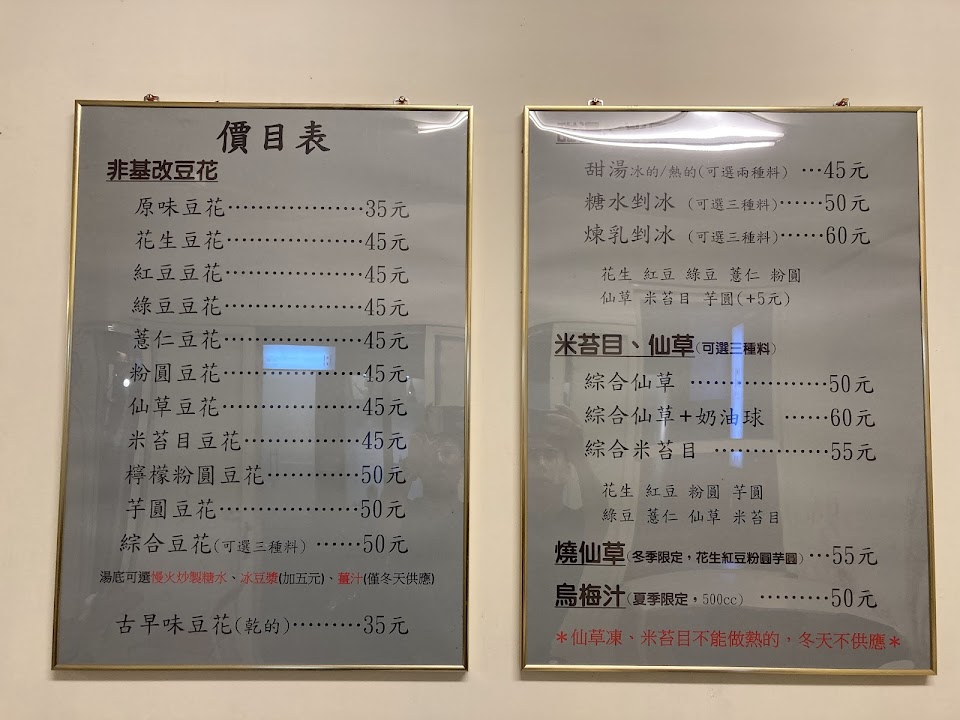 價目表
非基改豆花
原味豆花··················35元
花生豆花··················45元
紅豆豆花··················45元
綠豆豆花··················45元
薏仁豆花··················45元
粉圓豆花··················45元
仙草豆花··················45元
米苔目豆花···············45元
檸檬粉圓豆花············50元
芋圓豆花··················50元
綜合豆花(可選三種料) ······50元
湯底可選慢火炒製糖水、冰豆漿(加五元)、薑汁(僅冬天供應)
古早味豆花(乾的)·········35元
甜湯冰的/熱的(可選兩種料) ···45元
糖水剉冰 (可選三種料)······50元
煉乳剉冰 (可選三種料)······60元
花生 紅豆 綠豆 薏仁 粉圓
仙草 米苔目 芋圓(+5元)
米苔目、仙草(可選三種料)
綜合仙草 ··················50元
綜合仙草+奶油球 ······60元
綜合米苔目 ···············55元
花生 紅豆 粉圓 芋圓
綠豆 薏仁 仙草 米苔目
燒仙草(冬季限定，花生紅豆粉圓芋圓)···55元
烏梅汁(夏季限定，500cc) ·········50元
＊仙草凍、米苔目不能做熱的，冬天不供應＊